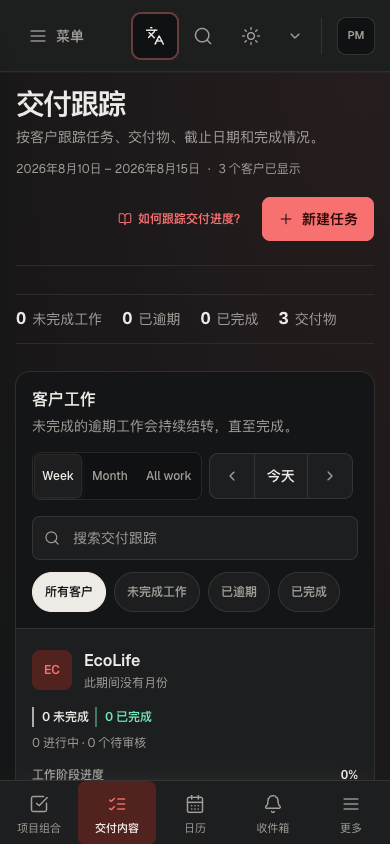 菜单
PM
交付跟踪
按客户跟踪任务、交付物、截止日期和完成情况。
2026年8月10日 – 2026年8月15日 · 3 个客户已显示
如何跟踪交付进度?
新建任务
0 未完成工作 0 已逾期 0 已完成 3 交付物
客户工作
未完成的逾期工作会持续结转，直至完成。
Week Month All work 今天
搜索交付跟踪
所有客户 未完成工作 已逾期 已完成
EC
EcoLife
此期间没有月份
0 未完成 0 已完成
0 进行中 · 0 个待审核
工作阶段进度 0%
项目组合 交付内容 日历 收件箱 更多